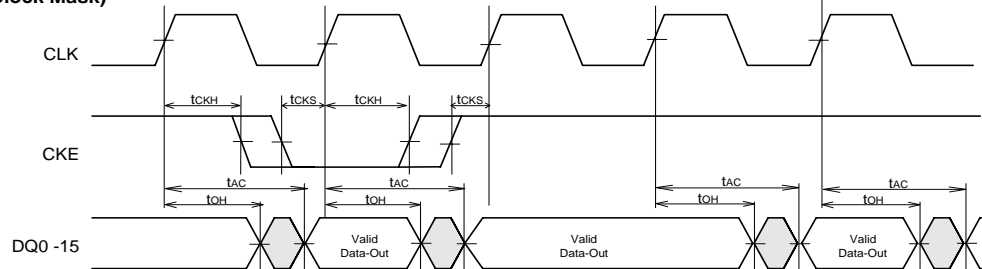 lock Mask)
CLK
tCKH tCKS tCKH tCKS
CKE
tAC tAC tAC tAC
tOH tOH tOH tOH
DQ0 -15
Valid Data-Out
Valid Data-Out
Valid Data-Out